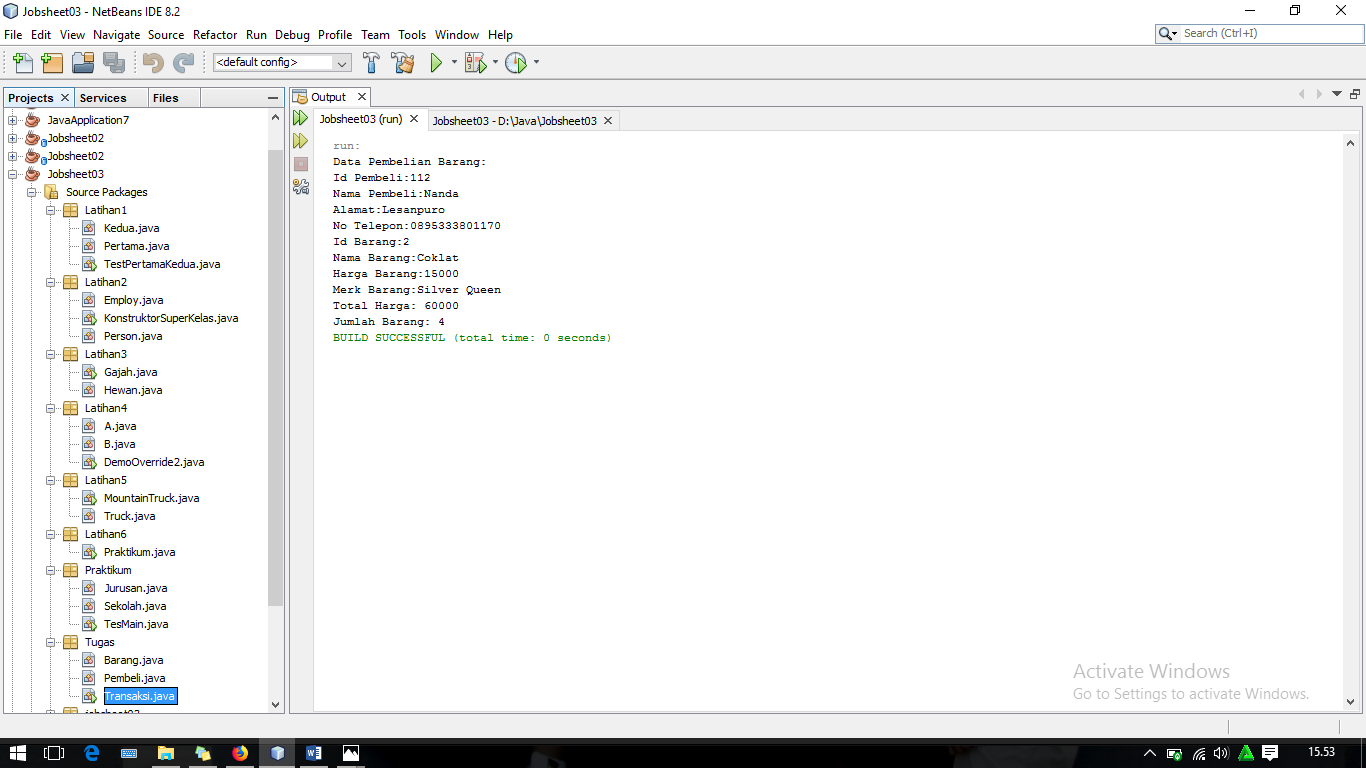 Jobsheet03 - NetBeans IDE 8.2
File Edit View Navigate Source Refactor Run Debug Profile Team Tools Window Help
Search (Ctrl+I)
<default config>
Projects Services Files
JavaApplication7
Jobsheet02
Jobsheet02
Jobsheet03
Source Packages
Latihan1
Kedua.java
Pertama.java
TestPertamaKedua.java
Latihan2
Employ.java
KonstruktorSuperKelas.java
Person.java
Latihan3
Gajah.java
Hewan.java
Latihan4
A.java
B.java
DemoOverride2.java
Latihan5
MountainTruck.java
Truck.java
Latihan6
Praktikum.java
Praktikum
Jurusan.java
Sekolah.java
TesMain.java
Tugas
Barang.java
Pembeli.java
Transaksi.java
Output
Jobsheet03 (run) Jobsheet03 - D:\Java\Jobsheet03
run:
Data Pembelian Barang:
Id Pembeli:112
Nama Pembeli:Nanda
Alamat:Lesanpuro
No Telepon:0895333801170
Id Barang:2
Nama Barang:Coklat
Harga Barang:15000
Merk Barang:Silver Queen
Total Harga: 60000
Jumlah Barang: 4
BUILD SUCCESSFUL (total time: 0 seconds)
Activate Windows
Go to Settings to activate Windows.
15.53